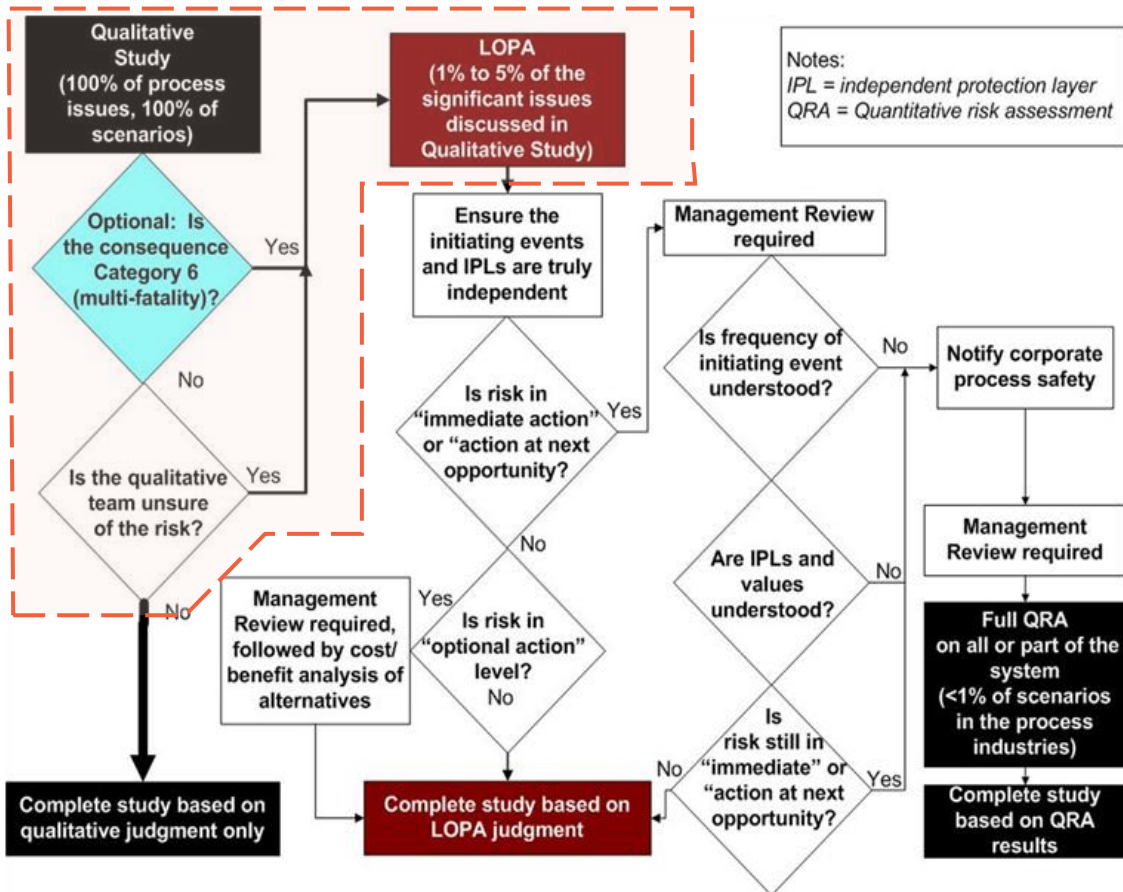 Qualitative
Study
(100% of process
issues, 100% of
scenarios)
LOPA
(1% to 5% of the
significant issues
discussed in
Qualitative Study)
Notes:
IPL = independent protection layer
QRA = Quantitative risk assessment
Optional: Is
the consequence
Category 6
(multi-fatality)?
Yes
No
Is the qualitative
team unsure
of the risk?
Yes
No
Complete study based on
qualitative judgment only
Ensure the
initiating events
and IPLs are truly
independent
Is risk in
“immediate action”
or “action at next
opportunity?
Yes
No
Is risk in
“optional action”
level?
Yes
No
Management
Review required,
followed by cost/
benefit analysis of
alternatives
Complete study based on
LOPA judgment
Management Review
required
Is frequency of
initiating event
understood?
No
Are IPLs and
values
understood?
No
Is
risk still in
“immediate” or
“action at next
opportunity?
No
Yes
Notify corporate
process safety
Management
Review required
Full QRA
on all or part of the
system
(<1% of scenarios
in the process
industries)
Complete study
based on QRA
results